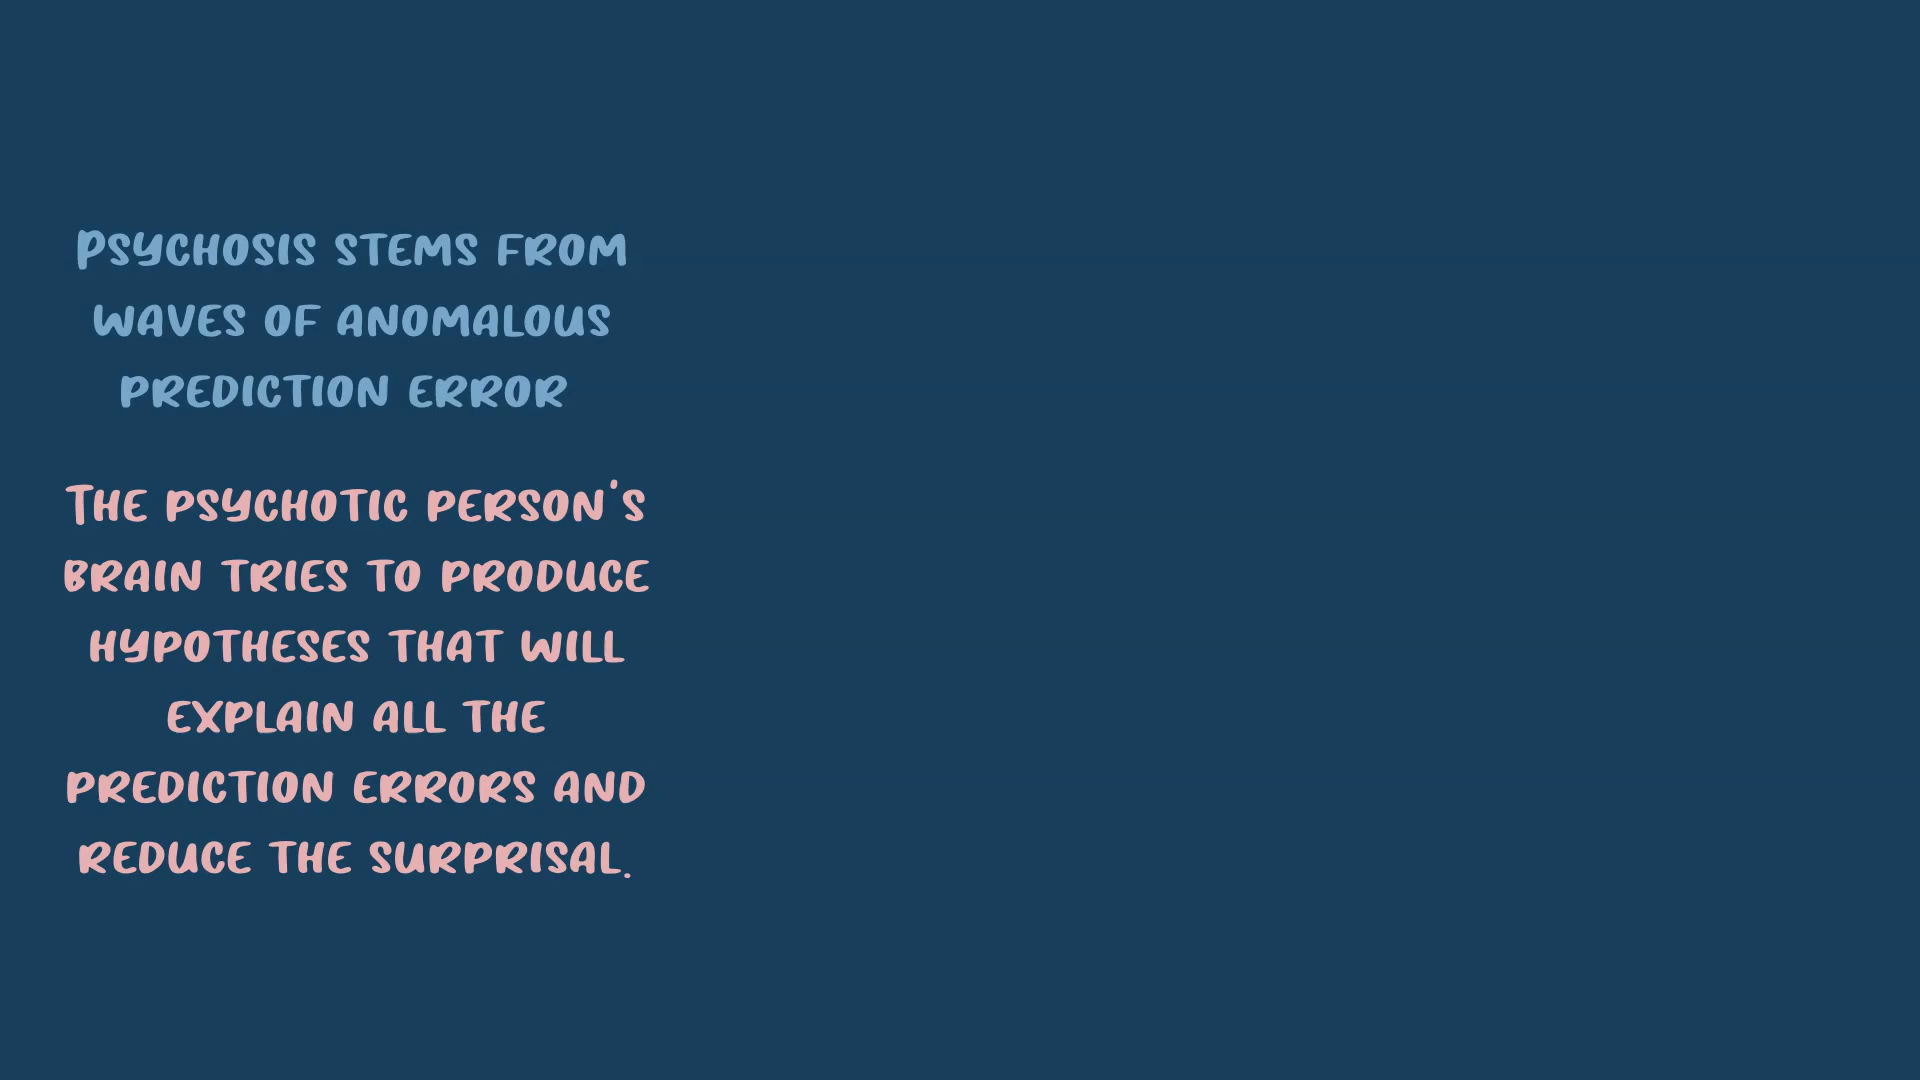 Psychosis stems from
waves of anomalous
prediction error
The psychotic person's
brain tries to produce
hypotheses that will
explain all the
prediction errors and
reduce the surprisal.